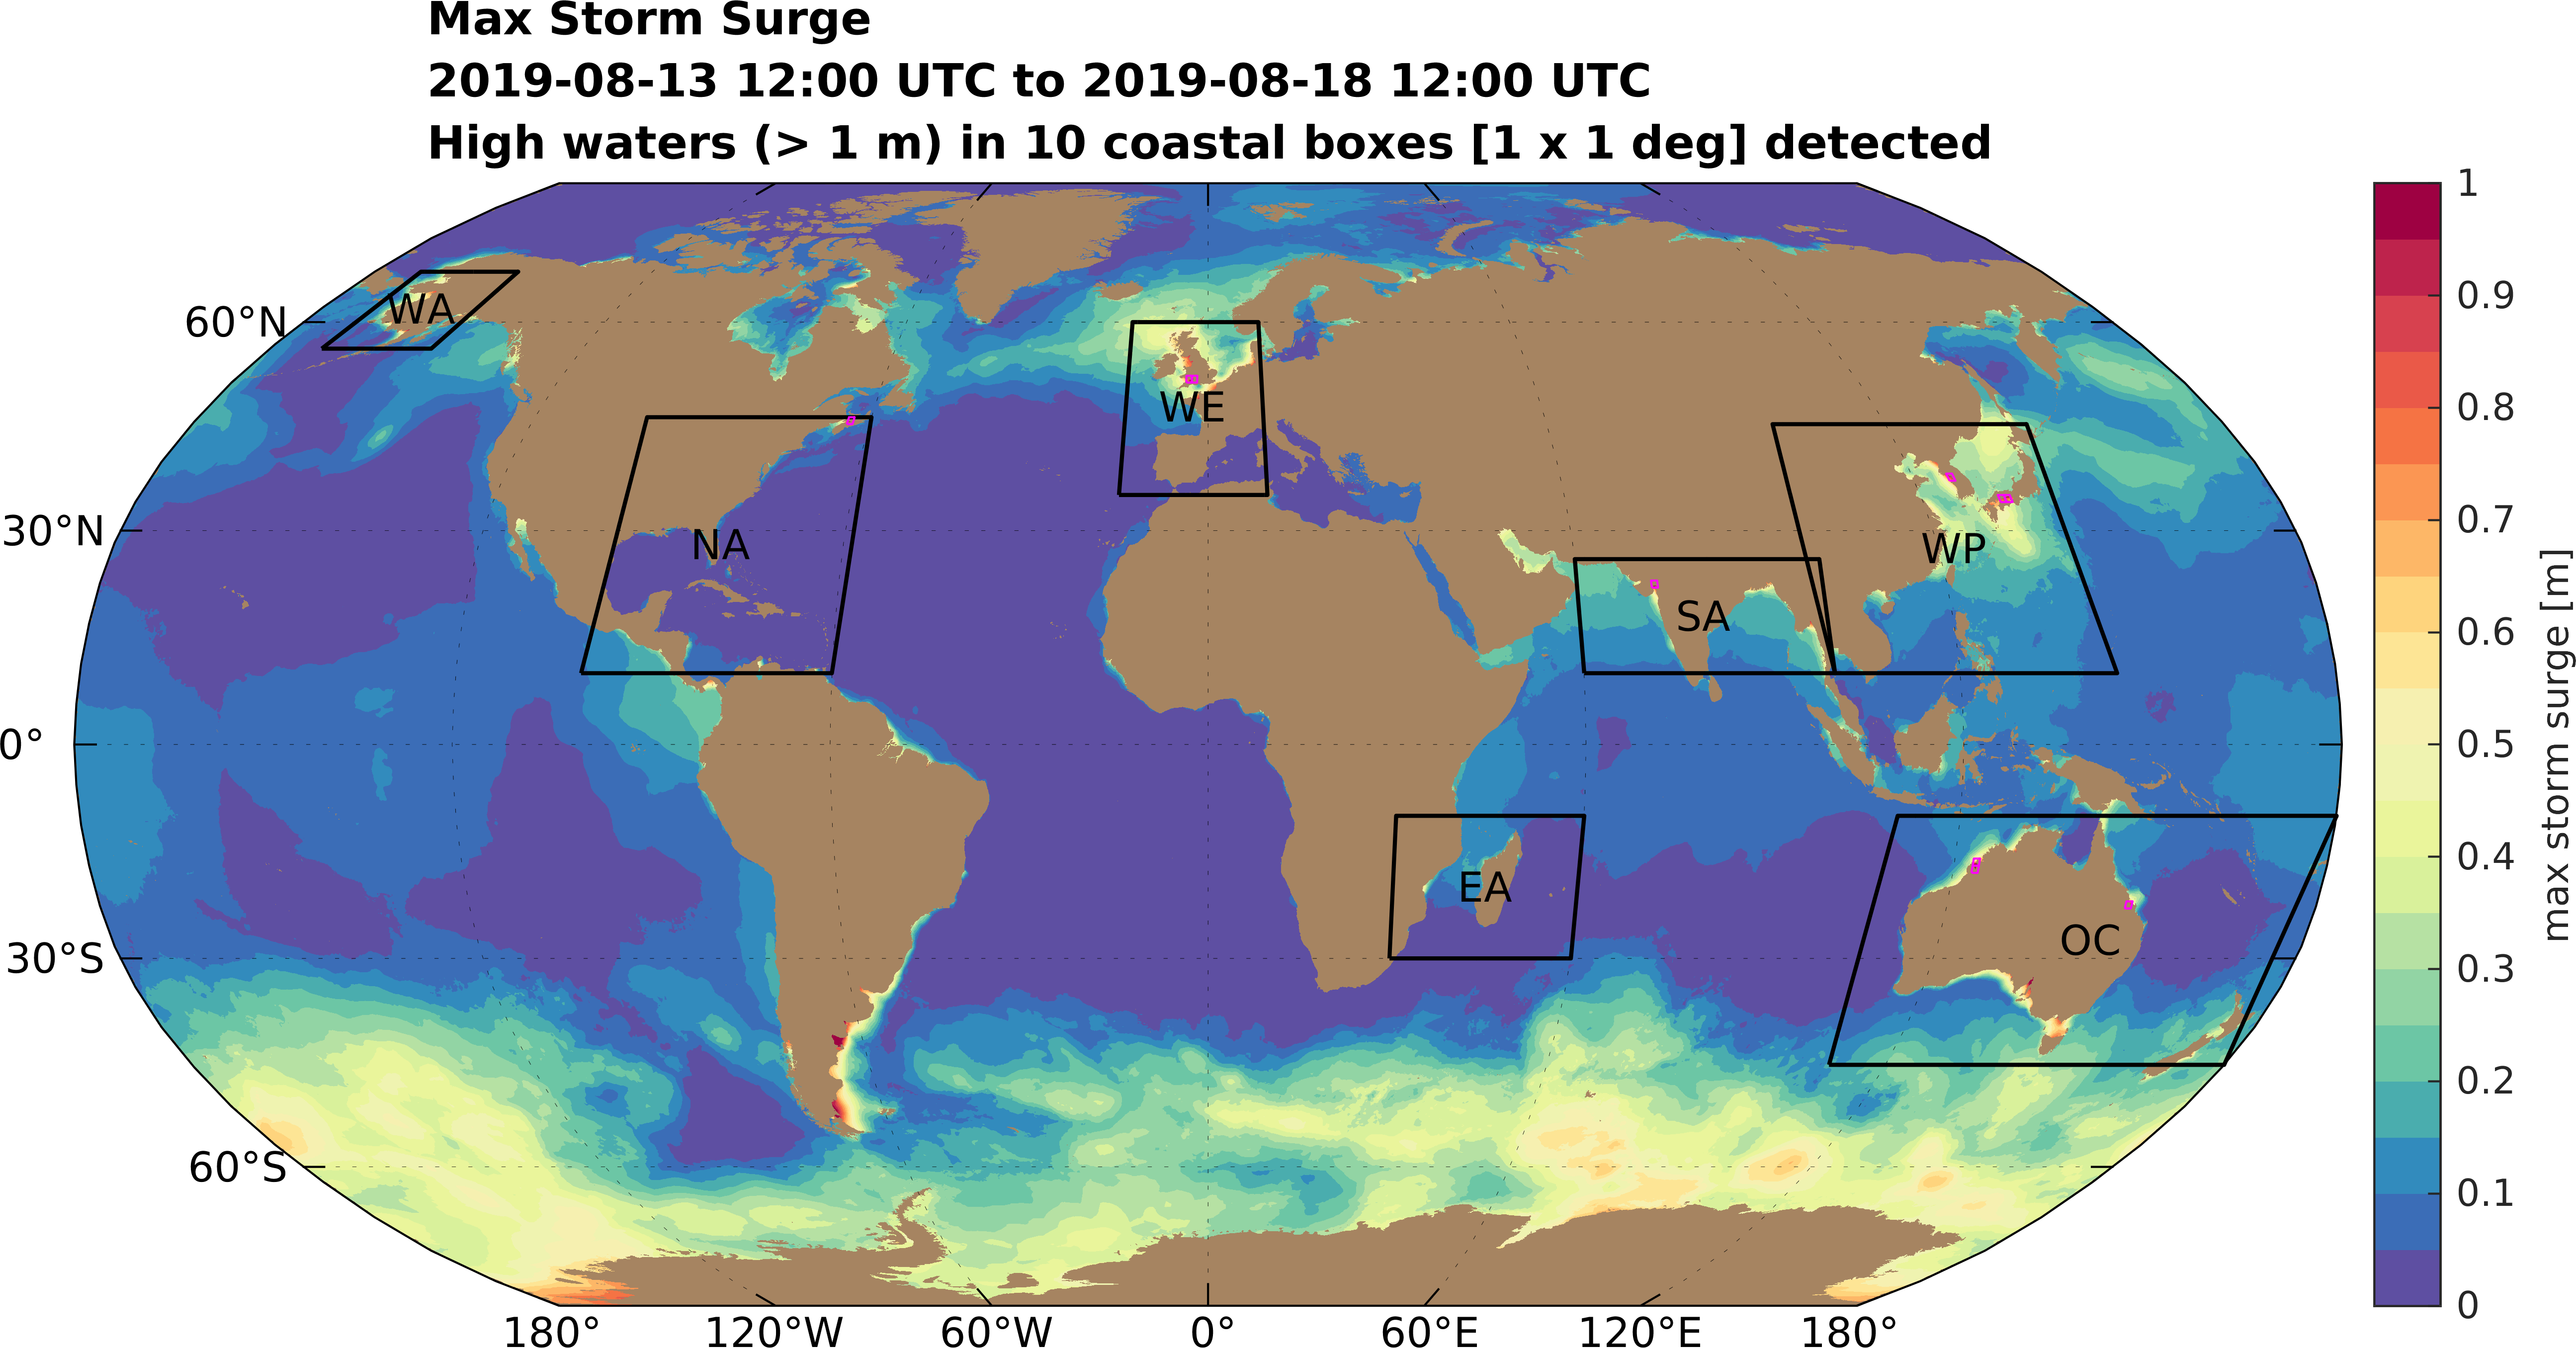 Max Storm Surge
2019-08-13 12:00 UTC to 2019-08-18 12:00 UTC
High waters (> 1 m) in 10 coastal boxes [1 x 1 deg] detected
60°N
30°N
0°
30°S
60°S
WA
NA
WE
SA
WP
EA
OC
180°
120°W
60°W
0°
60°E
120°E
180°
1
0.9
0.8
0.7
0.6
0.5
0.4
0.3
0.2
0.1
0
max storm surge [m]